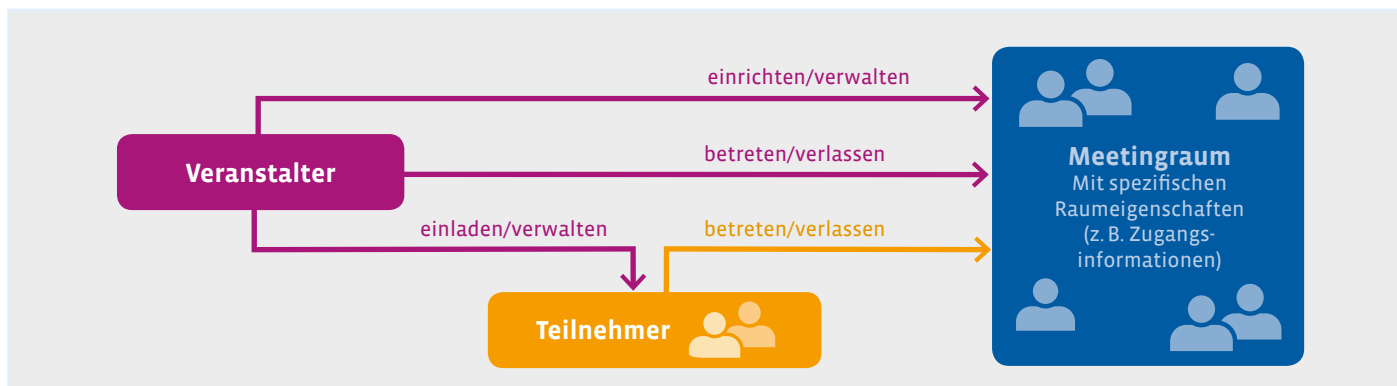 einrichten/verwalten
Veranstalter
betreten/verlassen
Meetingraum
Mit spezifischen
Raumeigenschaften
(z. B. Zugangs-
informationen)
einladen/verwalten
betreten/verlassen
Teilnehmer